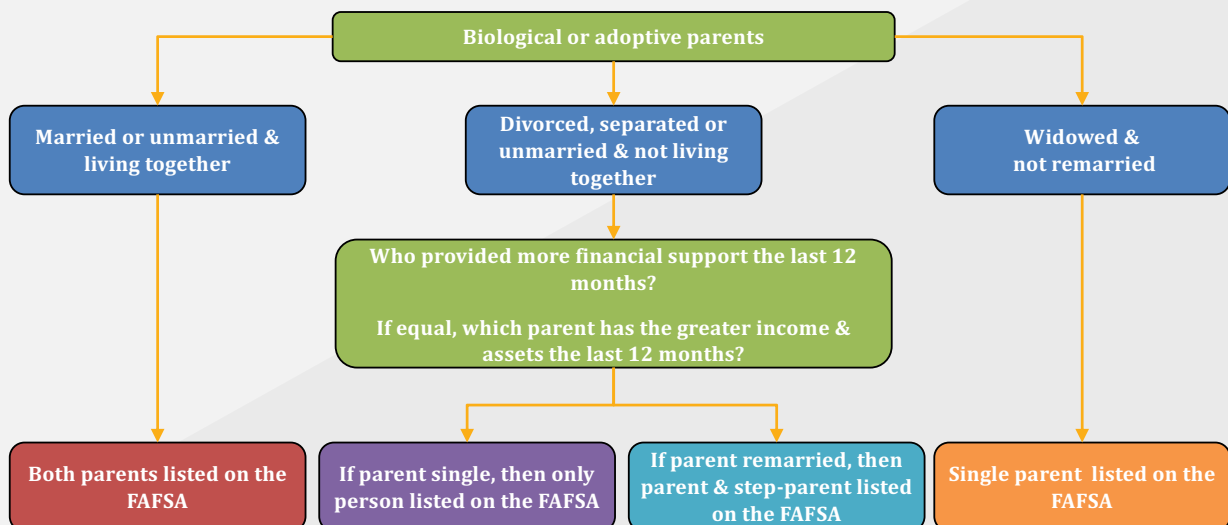 Biological or adoptive parents
Married or unmarried &
living together
Divorced, separated or
unmarried & not living
together
Widowed &
not remarried
Who provided more financial support the last 12
months?
If equal, which parent has the greater income &
assets the last 12 months?
Both parents listed on the
FAFSA
If parent single, then only
person listed on the FAFSA
If parent remarried, then
parent & step-parent listed
on the FAFSA
Single parent listed on the
FAFSA